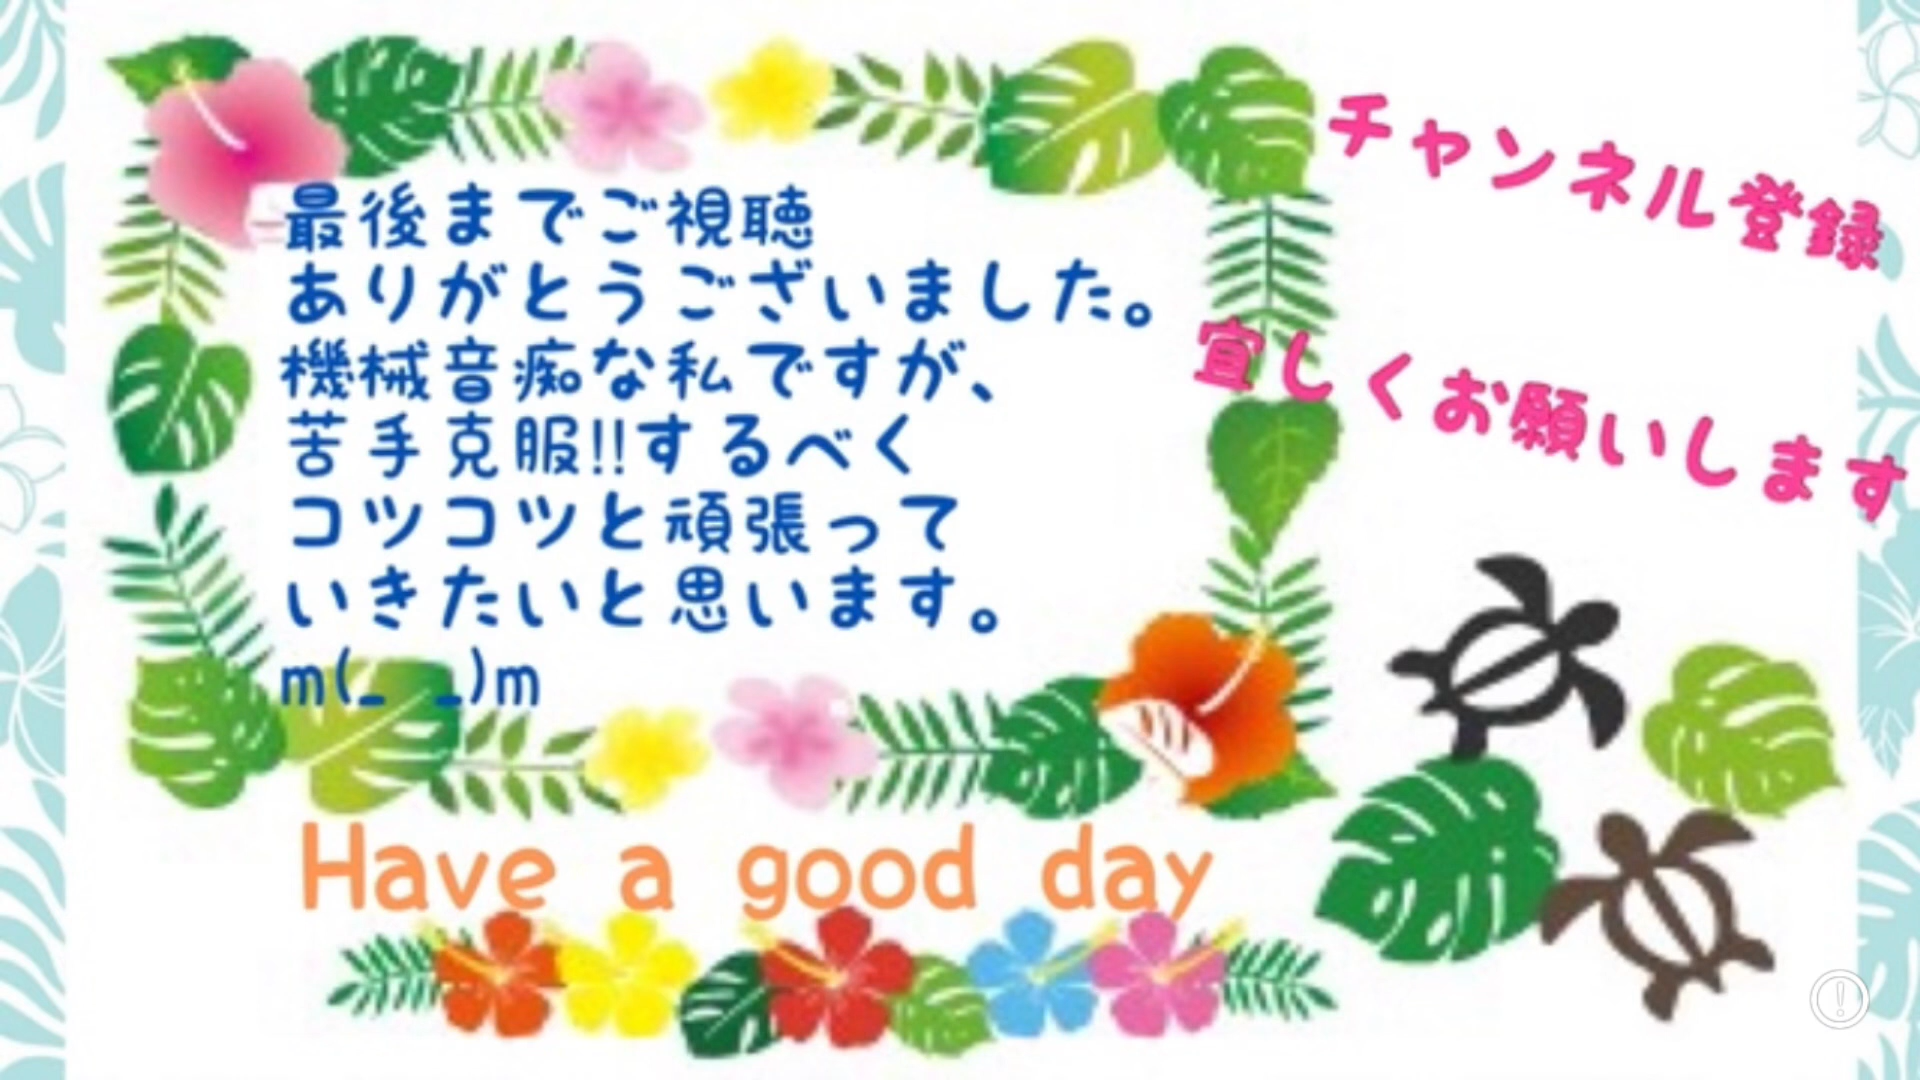 最後までご視聴
ありがとうございました。
機械音痴な私ですが、
苦手克服!!するべく
コツコツと頑張って
いきたいと思います。
m(_ _)m
チャンネル登録
宜しくお願いします
Have a good day